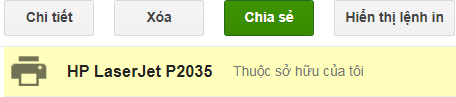 Chi tiết Xóa Chia sẻ Hiển thị lệnh in
HP LaserJet P2035 Thuộc sở hữu của tôi